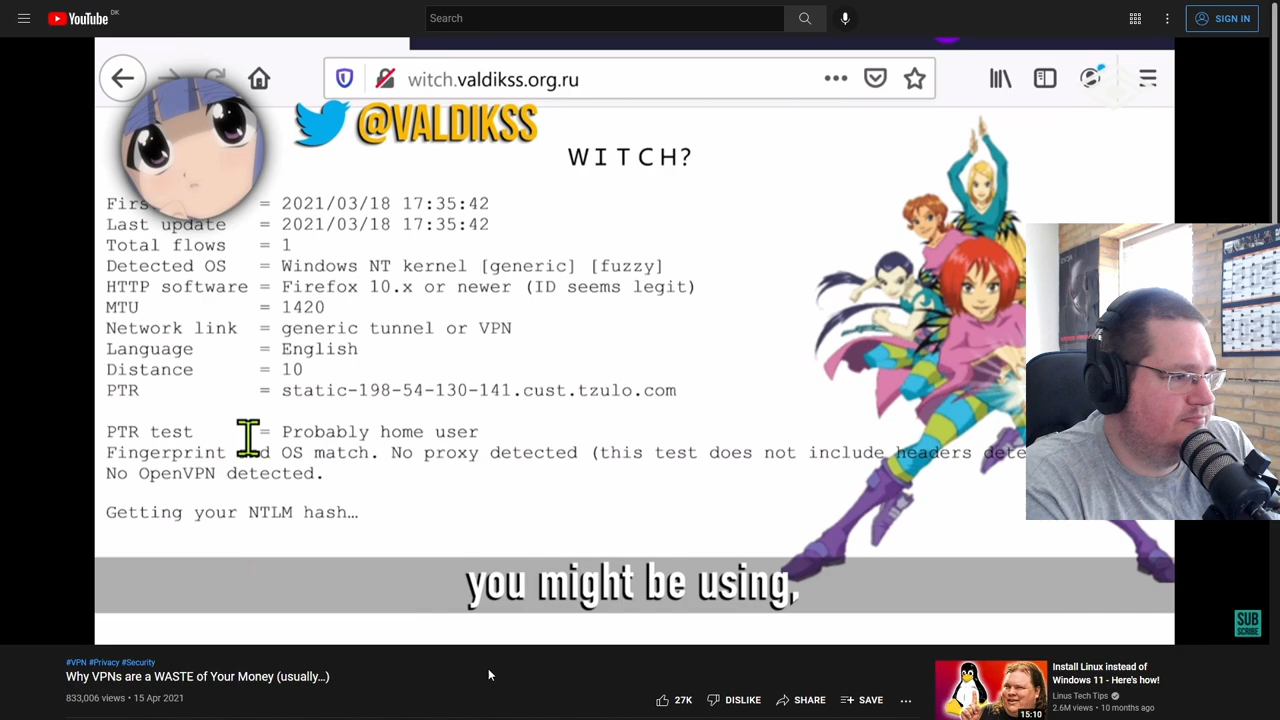 YouTube DK
Search
SIGN IN
witch.valdikss.org.ru
@VALDIKSS
WITCH?
= 2021/03/18 17:35:42
Last update = 2021/03/18 17:35:42
Total flows = 1
Detected OS = Windows NT kernel [generic] [fuzzy]
HTTP software = Firefox 10.x or newer (ID seems legit)
MTU = 1420
Network link = generic tunnel or VPN
Language = English
Distance = 10
PTR = static-198-54-130-141.cust.tzulo.com
PTR test = Probably home user
Fingerprint OS match. No proxy detected (this test does not include headers
No OpenVPN detected.
Getting your NTLM hash…
you might be using,
SUB
SCRIBE
#VPN #Privacy #Security
Why VPNs are a WASTE of Your Money (usually…)
833,006 views • 15 Apr 2021
27K
DISLIKE
SHARE
SAVE
15:10
Install Linux instead of
Windows 11 - Here's how!
Linus Tech Tips
2.6M views • 10 months ago